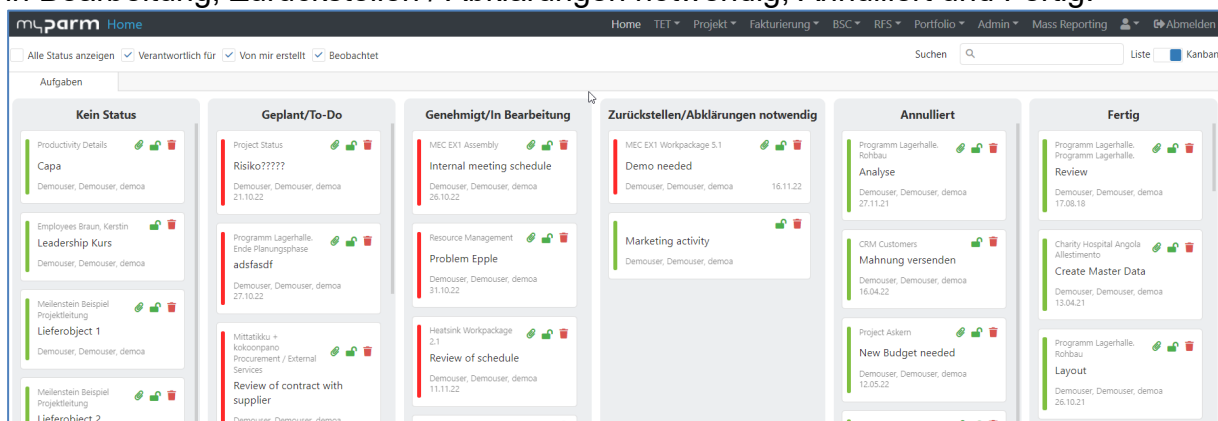 in Bearbeitung, Zurückstellen / Abklärungen notwendig, Annulliert und Fertig.
myparm Home
Home TET Projekt Fakturierung BSC RFS Portfolio Admin Mass Reporting Abmelden
Alle Status anzeigen Verantwortlich für Von mir erstellt Beobachtet
Suchen
Liste Kanban
Aufgaben
Kein Status
Productivity Details
Capa
Demouser, Demouser, demoa
Employees Braun, Kerstin
Leadership Kurs
Demouser, Demouser, demoa
Meilenstein Beispiel
Projektleitung
Lieferobject 1
Demouser, Demouser, demoa
Meilenstein Beispiel
Projektleitung
Lieferobject 2
Geplant/To-Do
Project Status
Risiko?????
Demouser, Demouser, demoa
21.10.22
Programm Lagerhalle.
Ende Planungsphase
adsfasdf
Demouser, Demouser, demoa
27.10.22
Mittatikku +
kokoonpano
Procurement / External
Services
Review of contract with
supplier
Demouser, Demouser, demoa
Genehmigt/In Bearbeitung
MEC EX1 Assembly
Internal meeting schedule
Demouser, Demouser, demoa
26.10.22
Resource Management
Problem Epple
Demouser, Demouser, demoa
31.10.22
Heatsink Workpackage
2.1
Review of schedule
Demouser, Demouser, demoa
11.11.22
Zurückstellen/Abklärungen notwendig
MEC EX1 Workpackage 5.1
Demo needed
Demouser, Demouser, demoa 16.11.22
Marketing activity
Demouser, Demouser, demoa
Annulliert
Programm Lagerhalle.
Rohbau
Analyse
Demouser, Demouser, demoa
27.11.21
CRM Customers
Mahnung versenden
Demouser, Demouser, demoa
16.04.22
Project Askern
New Budget needed
Demouser, Demouser, demoa
12.05.22
Fertig
Programm Lagerhalle.
Programm Lagerhalle.
Review
Demouser, Demouser, demoa
17.08.18
Charity Hospital Angola
Allestimento
Create Master Data
Demouser, Demouser, demoa
13.04.21
Programm Lagerhalle.
Rohbau
Layout
Demouser, Demouser, demoa
26.10.21